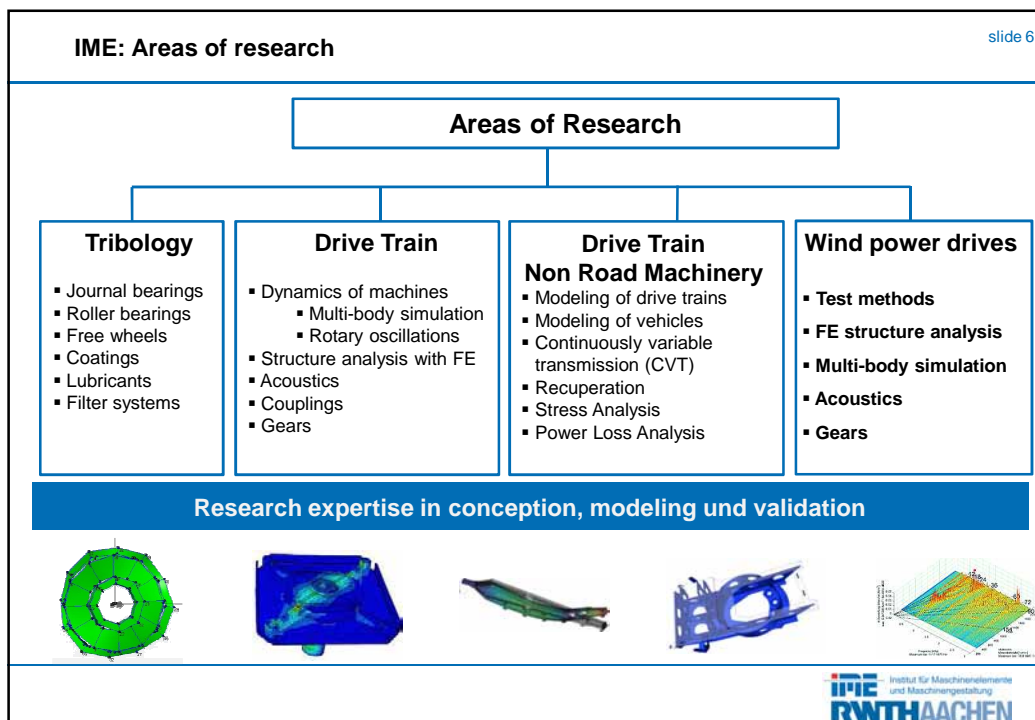 IME: Areas of research
slide 6
Areas of Research
Tribology
▪ Journal bearings
▪ Roller bearings
▪ Free wheels
▪ Coatings
▪ Lubricants
▪ Filter systems
Drive Train
▪ Dynamics of machines
▪ Multi-body simulation
▪ Rotary oscillations
▪ Structure analysis with FE
▪ Acoustics
▪ Couplings
▪ Gears
Drive Train
Non Road Machinery
▪ Modeling of drive trains
▪ Modeling of vehicles
▪ Continuously variable
transmission (CVT)
▪ Recuperation
▪ Stress Analysis
▪ Power Loss Analysis
Wind power drives
▪ Test methods
▪ FE structure analysis
▪ Multi-body simulation
▪ Acoustics
▪ Gears
Research expertise in conception, modeling und validation
IME Institut für Maschinenelemente
und Maschinengestaltung
RWTHAACHEN